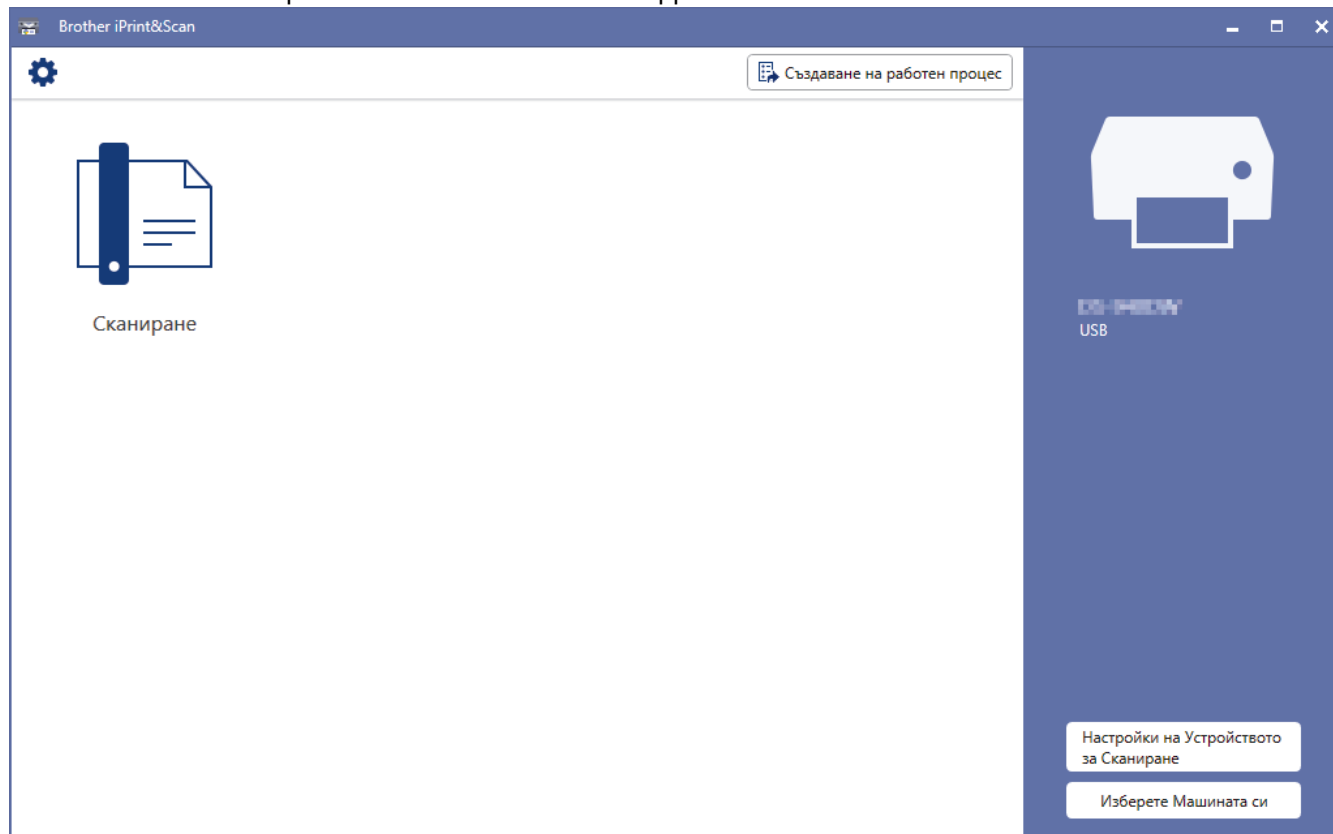 Brother iPrint&Scan
Създаване на работен процес
Сканиране
USB
Настройки на Устройството
за Сканиране
Изберете Машината си